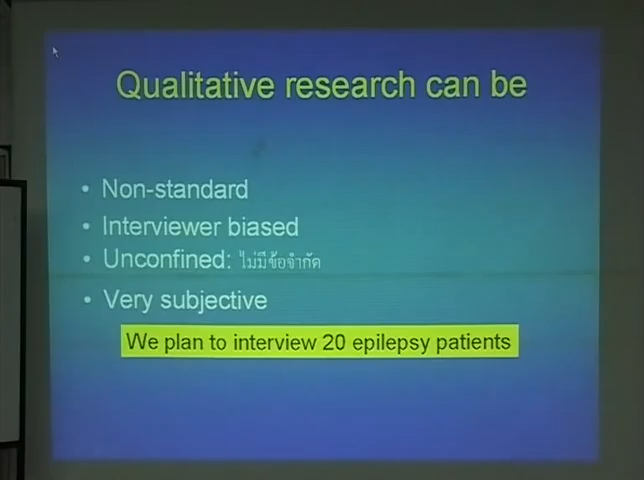 Qualitative research can be
• Non-standard
• Interviewer biased
• Unconfined: ไม่มีข้อจำกัด
• Very subjective
We plan to interview 20 epilepsy patients